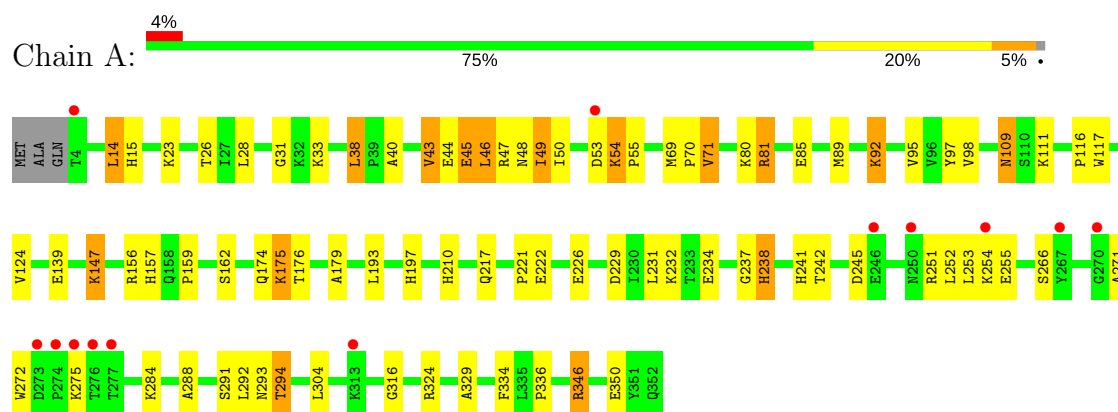 4%
Chain A:
75% 20% 5% •
MET ALA GLN T4 L14 H15 K23 T26 I27 L28 G31 K32 K33 L38 P39 A40 V43 E44 E45 L46 R47 N48 I49 I50 D53 K54 P55 M69 P70 V71 K80 R81 E85 M89 K92 V95 V96 Y97 V98 N109 S110 K111 P116 W117
V124 E139 K147 R156 H157 Q158 P159 S162 Q174 K175 T176 A179 L193 H197 H210 Q217 P221 E222 E226 D229 I230 L231 K232 T233 E234 G237 H238 H241 T242 D245 E246 N250 R251 L252 L253 K254 E255 S266 Y267 G270 A271
W272 D273 P274 K275 T276 T277 K284 A288 S291 L292 N293 T294 L304 K313 G316 R324 A329 F334 L335 P336 R346 E350 Y351 Q352